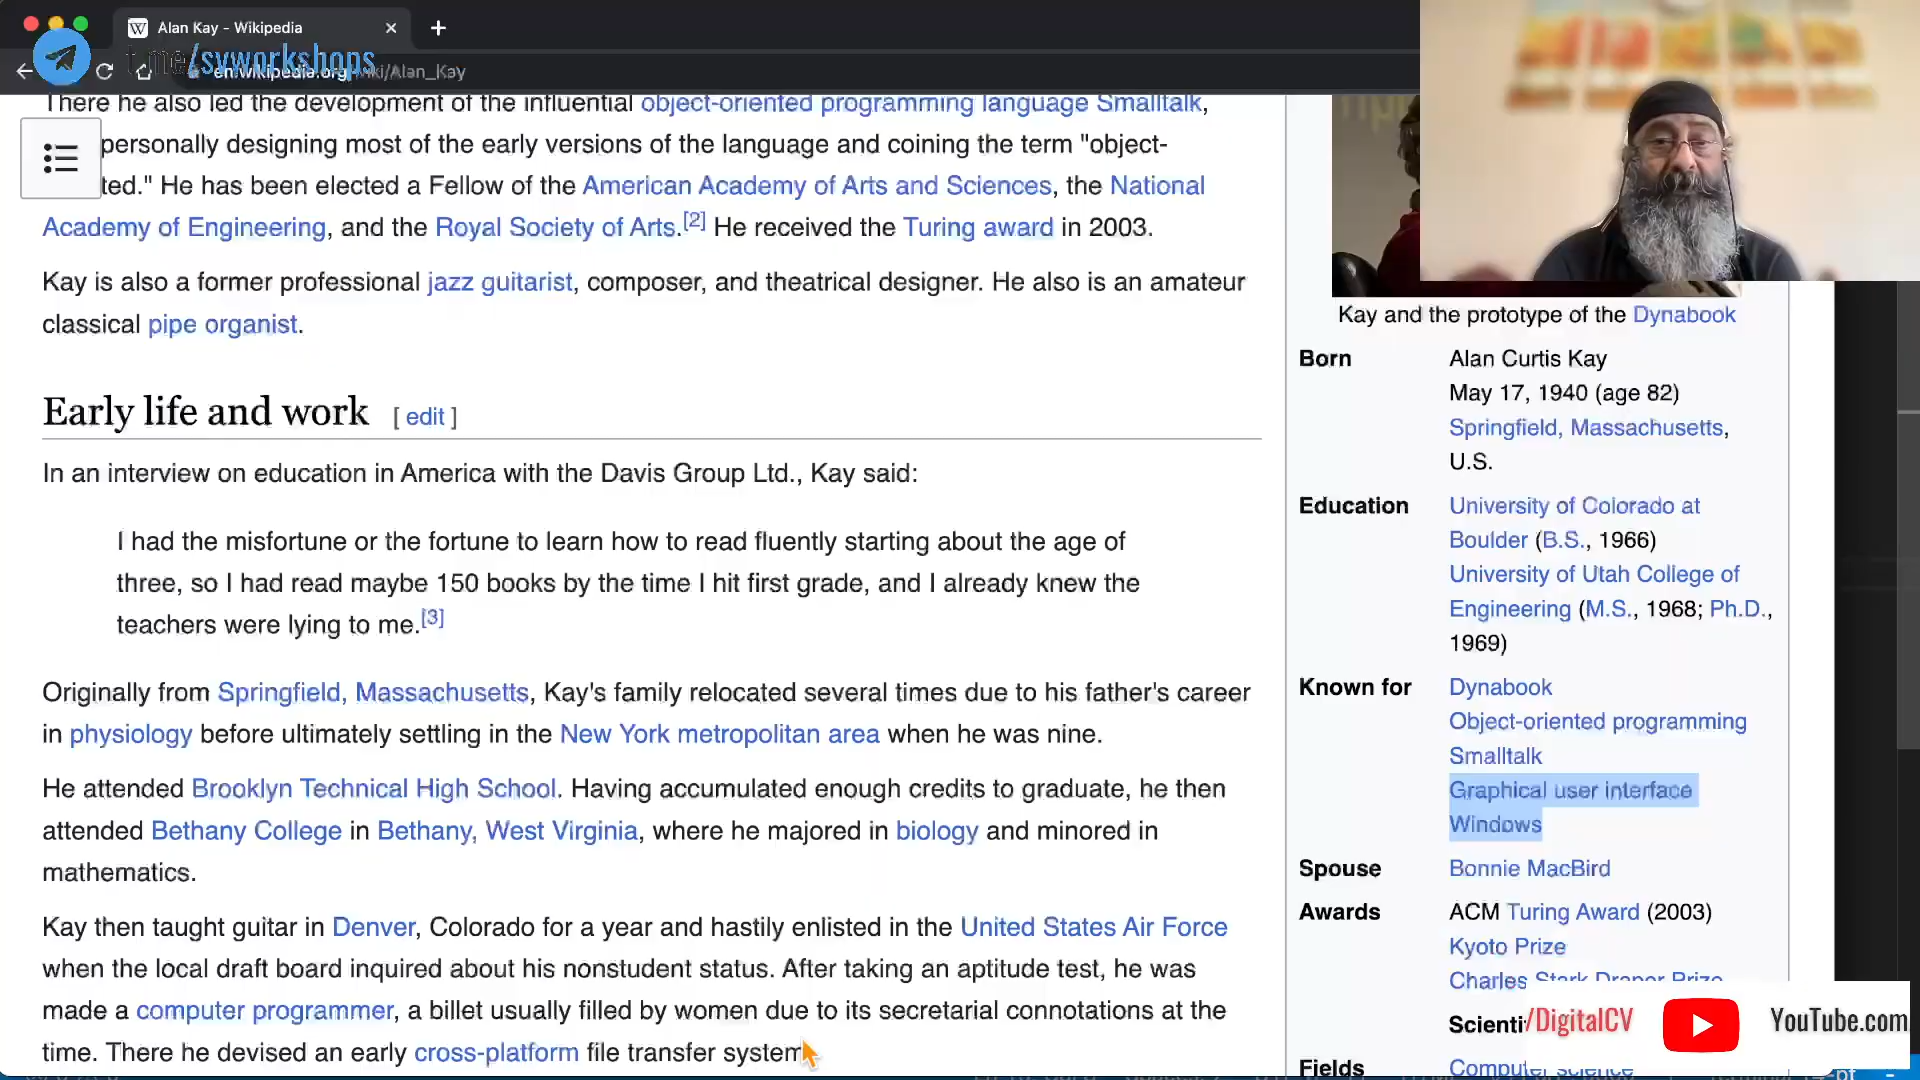 Alan Kay – Wikipedia
t.me/svworkshops
en.wikipedia.org/wiki/Alan_Kay
There he also led the development of the influential object-oriented programming language Smalltalk,
personally designing most of the early versions of the language and coining the term "object-
ted." He has been elected a Fellow of the American Academy of Arts and Sciences, the National
Academy of Engineering, and the Royal Society of Arts.[2] He received the Turing award in 2003.
Kay is also a former professional jazz guitarist, composer, and theatrical designer. He also is an amateur
classical pipe organist.
Early life and work [ edit ]
In an interview on education in America with the Davis Group Ltd., Kay said:
I had the misfortune or the fortune to learn how to read fluently starting about the age of
three, so I had read maybe 150 books by the time I hit first grade, and I already knew the
teachers were lying to me.[3]
Originally from Springfield, Massachusetts, Kay's family relocated several times due to his father's career
in physiology before ultimately settling in the New York metropolitan area when he was nine.
He attended Brooklyn Technical High School. Having accumulated enough credits to graduate, he then
attended Bethany College in Bethany, West Virginia, where he majored in biology and minored in
mathematics.
Kay then taught guitar in Denver, Colorado for a year and hastily enlisted in the United States Air Force
when the local draft board inquired about his nonstudent status. After taking an aptitude test, he was
made a computer programmer, a billet usually filled by women due to its secretarial connotations at the
time. There he devised an early cross-platform file transfer system
Kay and the prototype of the Dynabook
Born Alan Curtis Kay
May 17, 1940 (age 82)
Springfield, Massachusetts,
U.S.
Education University of Colorado at
Boulder (B.S., 1966)
University of Utah College of
Engineering (M.S., 1968; Ph.D.,
1969)
Known for Dynabook
Object-oriented programming
Smalltalk
Graphical user interface
Windows
Spouse Bonnie MacBird
Awards ACM Turing Award (2003)
Kyoto Prize
Charles Stark Draper Prize
Scienti
Fields Computer science
/DigitalCV
YouTube.com